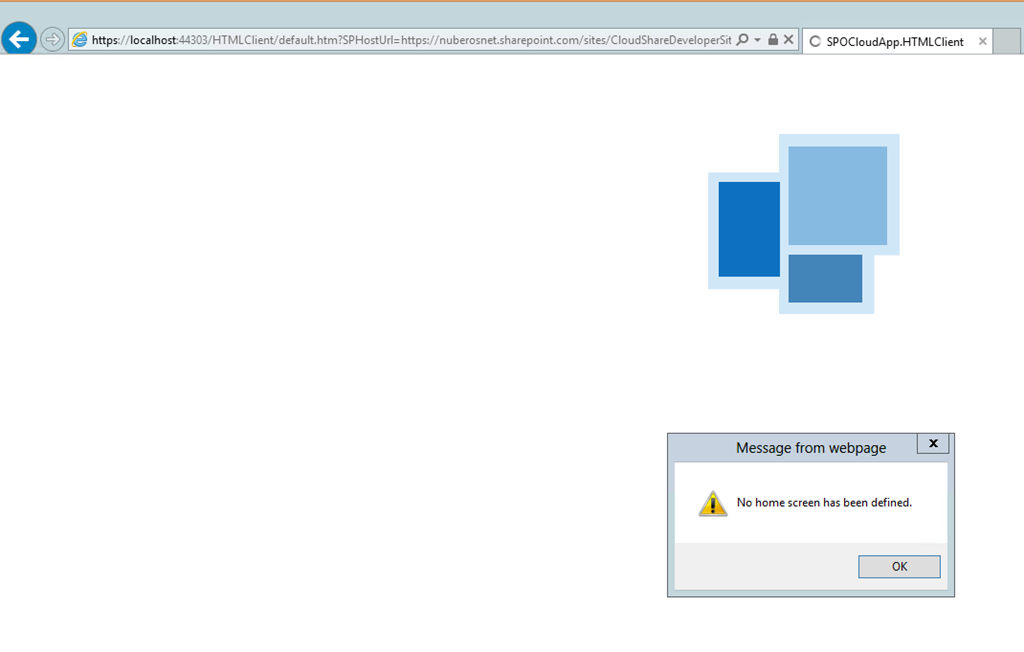 https://localhost:44303/HTMLClient/default.htm?SPHostUrl=https://nuberosnet.sharepoint.com/sites/CloudShareDeveloperSit
SPOCloudApp.HTMLClient
Message from webpage
No home screen has been defined.
OK